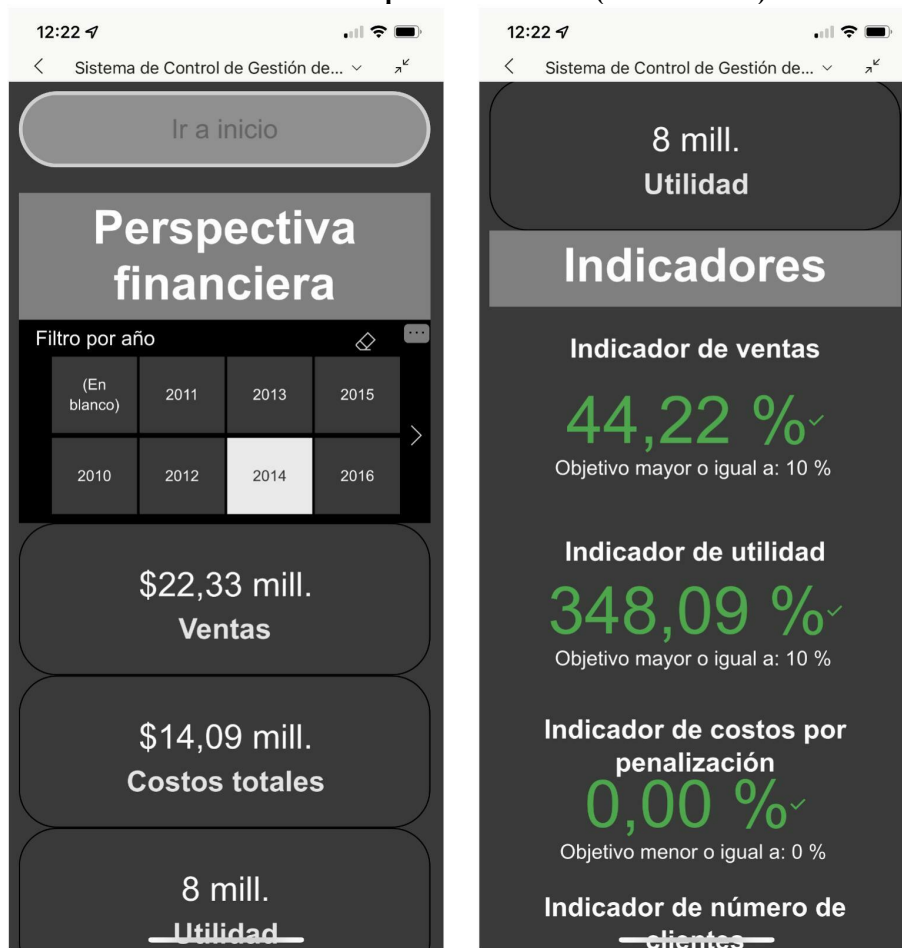 12:22
Sistema de Control de Gestión de...
Ir a inicio
Perspectiva
financiera
Filtro por año
(En
blanco)
2011
2013
2015
2010
2012
2014
2016
$22,33 mill.
Ventas
$14,09 mill.
Costos totales
8 mill.
Utilidad
12:22
Sistema de Control de Gestión de...
8 mill.
Utilidad
Indicadores
Indicador de ventas
44,22 %
Objetivo mayor o igual a: 10 %
Indicador de utilidad
348,09 %
Objetivo mayor o igual a: 10 %
Indicador de costos por
penalización
0,00 %
Objetivo menor o igual a: 0 %
Indicador de número de
clientes